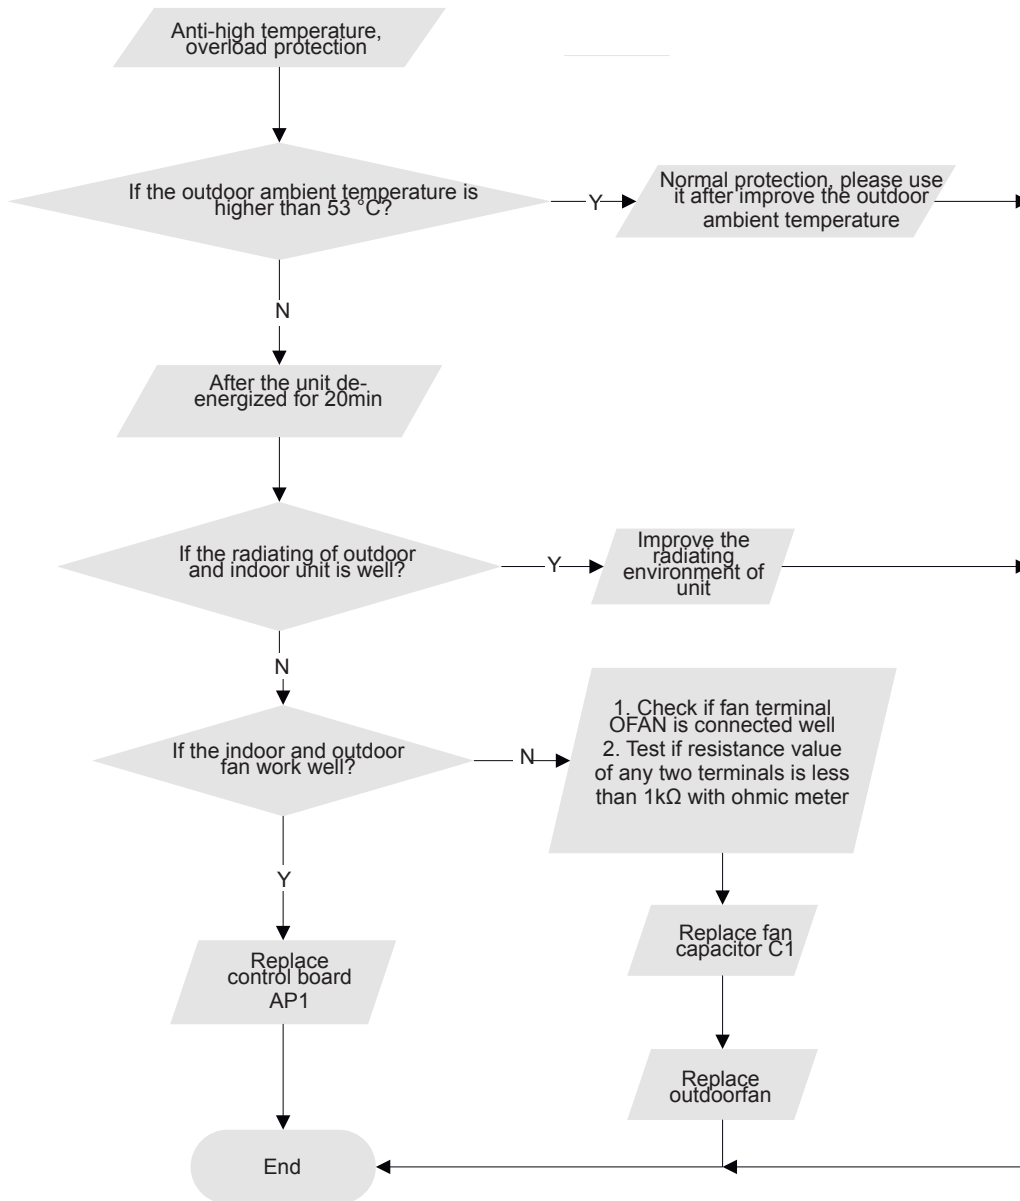 Anti-high temperature,
overload protection
If the outdoor ambient temperature is
higher than 53 °C?
Y
Normal protection, please use
it after improve the outdoor
ambient temperature
N
After the unit de-
energized for 20min
If the radiating of outdoor
and indoor unit is well?
Y
Improve the
radiating
environment of
unit
N
If the indoor and outdoor
fan work well?
N
1. Check if fan terminal
OFAN is connected well
2. Test if resistance value
of any two terminals is less
than 1kΩ with ohmic meter
Y
Replace fan
capacitor C1
Replace
control board
AP1
Replace
outdoorfan
End